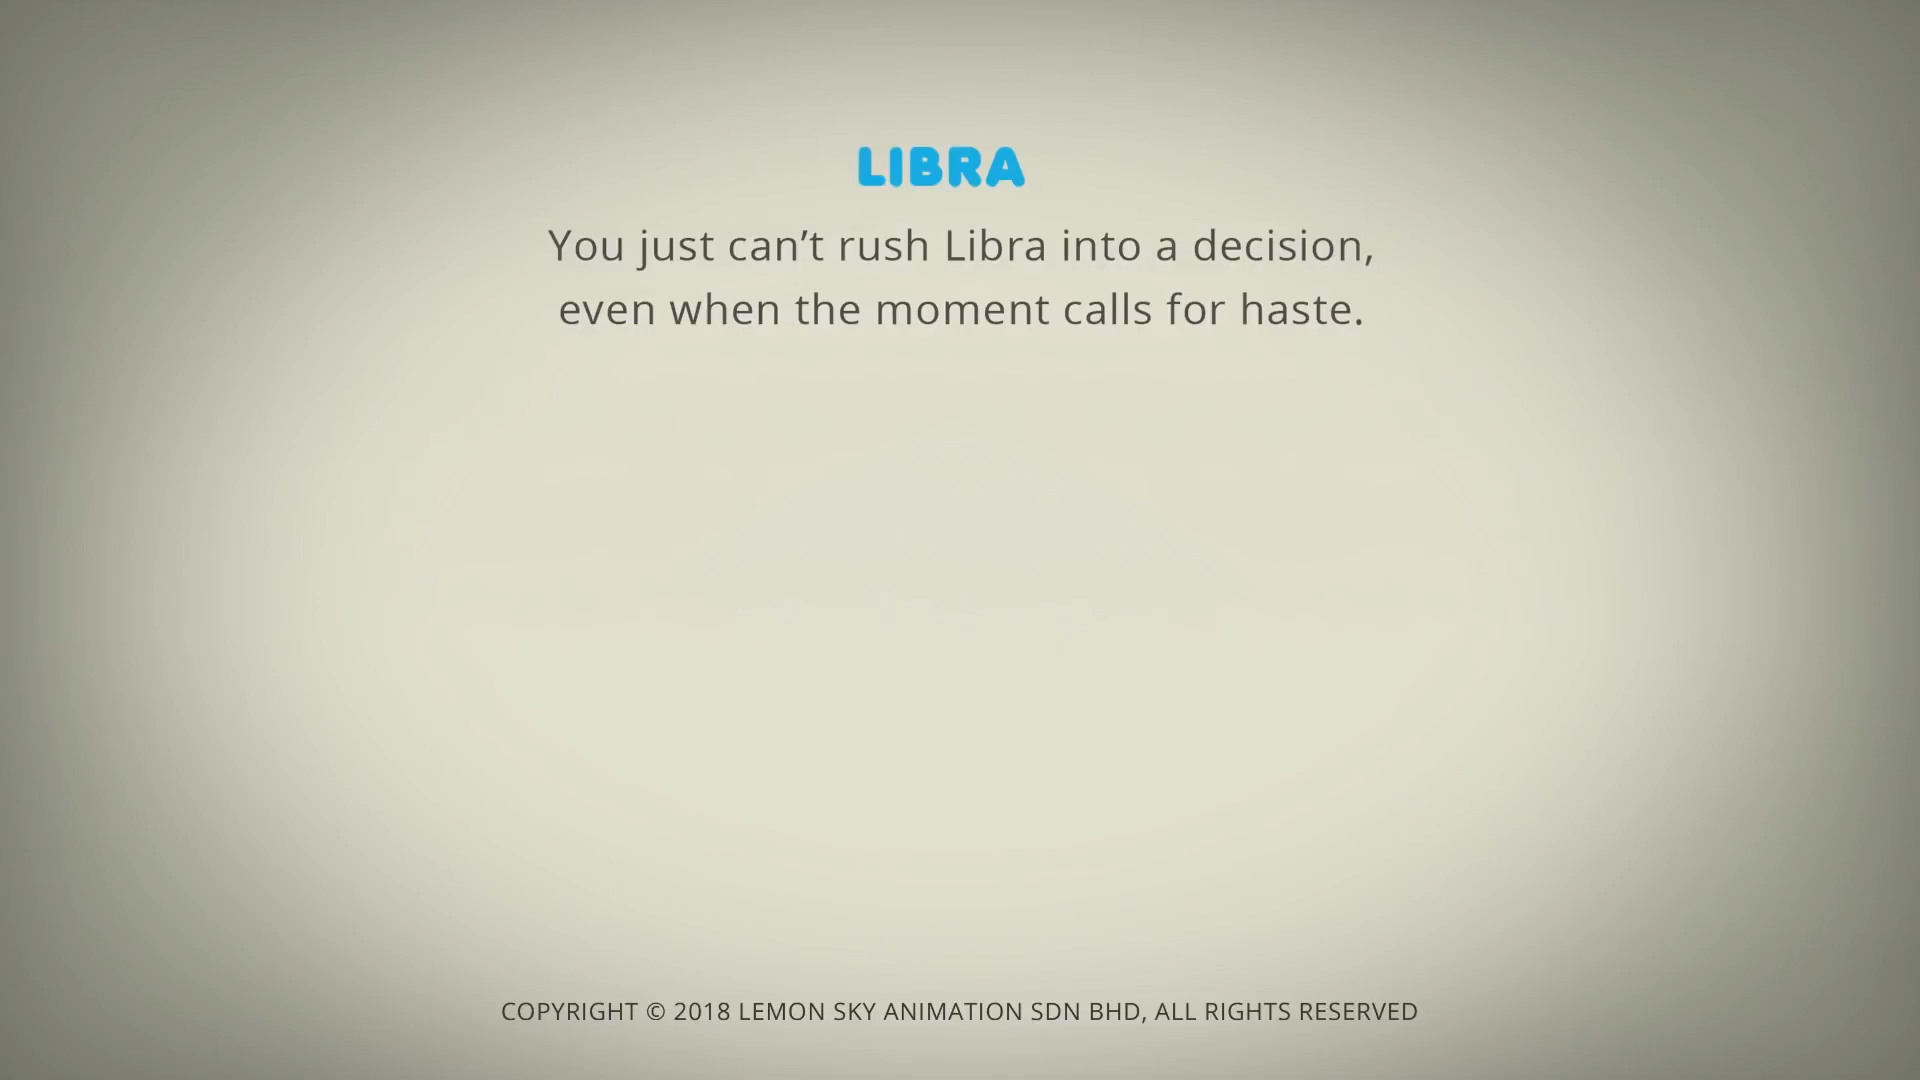 LIBRA
You just can’t rush Libra into a decision,
even when the moment calls for haste.
COPYRIGHT © 2018 LEMON SKY ANIMATION SDN BHD, ALL RIGHTS RESERVED